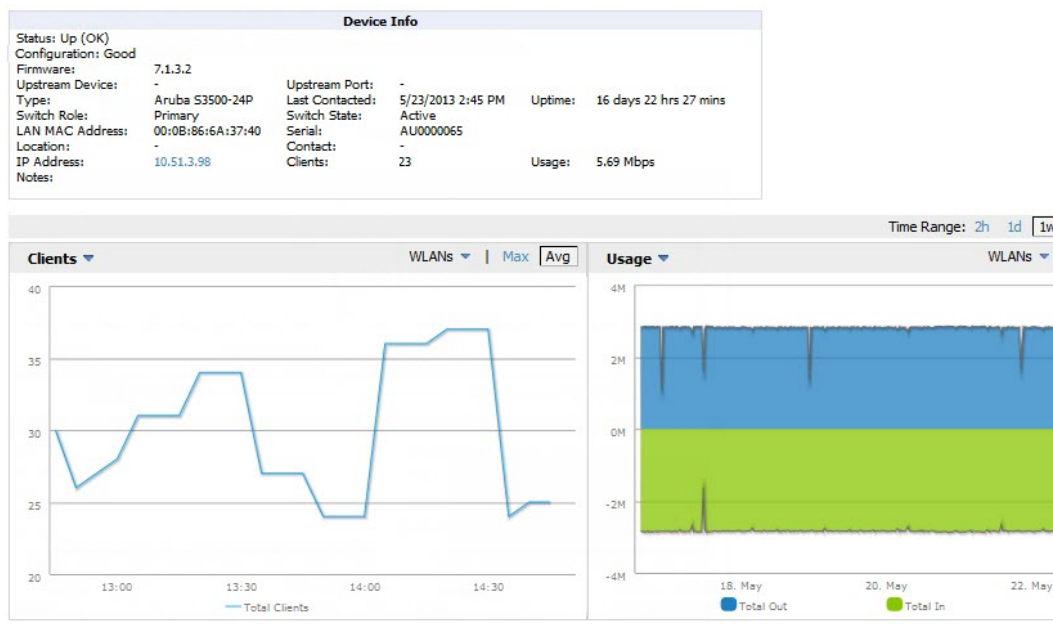 Device Info
Status: Up (OK)
Configuration: Good
Firmware: 7.1.3.2
Upstream Device: - Upstream Port: -
Type: Aruba S3500-24P Last Contacted: 5/23/2013 2:45 PM Uptime: 16 days 22 hrs 27 mins
Switch Role: Primary Switch State: Active
LAN MAC Address: 00:0B:86:6A:37:40 Serial: AU0000065
Location: - Contact: -
IP Address: 10.51.3.98 Clients: 23 Usage: 5.69 Mbps
Notes:
Time Range: 2h 1d 1w
Clients WLANs | Max Avg
40
35
30
25
20
13:00 13:30 14:00 14:30
Total Clients
Usage WLANs
4M
2M
0M
-2M
-4M
18. May 20. May 22. May
Total Out Total In